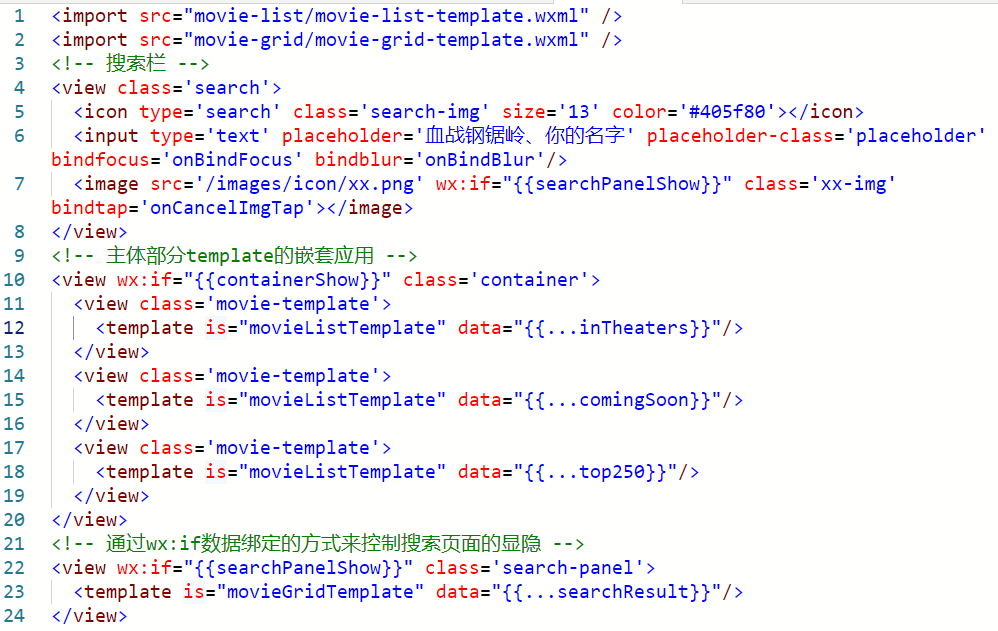 1 <import src="movie-list/movie-list-template.wxml" />
2 <import src="movie-grid/movie-grid-template.wxml" />
3 <!-- 搜索栏 -->
4 <view class='search'>
5   <icon type='search' class='search-img' size='13' color='#405f80'></icon>
6   <input type='text' placeholder='血战钢锯岭、你的名字' placeholder-class='placeholder'
bindfocus='onBindFocus' bindblur='onBindBlur'/>
7   <image src='/images/icon/xx.png' wx:if="{{searchPanelShow}}" class='xx-img'
bindtap='onCancelImgTap'></image>
8 </view>
9 <!-- 主体部分template的嵌套应用 -->
10 <view wx:if="{{containerShow}}" class='container'>
11   <view class='movie-template'>
12     <template is="movieListTemplate" data="{{...inTheaters}}"/>
13   </view>
14   <view class='movie-template'>
15     <template is="movieListTemplate" data="{{...comingSoon}}"/>
16   </view>
17   <view class='movie-template'>
18     <template is="movieListTemplate" data="{{...top250}}"/>
19   </view>
20 </view>
21 <!-- 通过wx:if数据绑定的方式来控制搜索页面的显隐 -->
22 <view wx:if="{{searchPanelShow}}" class='search-panel'>
23   <template is="movieGridTemplate" data="{{...searchResult}}"/>
24 </view>